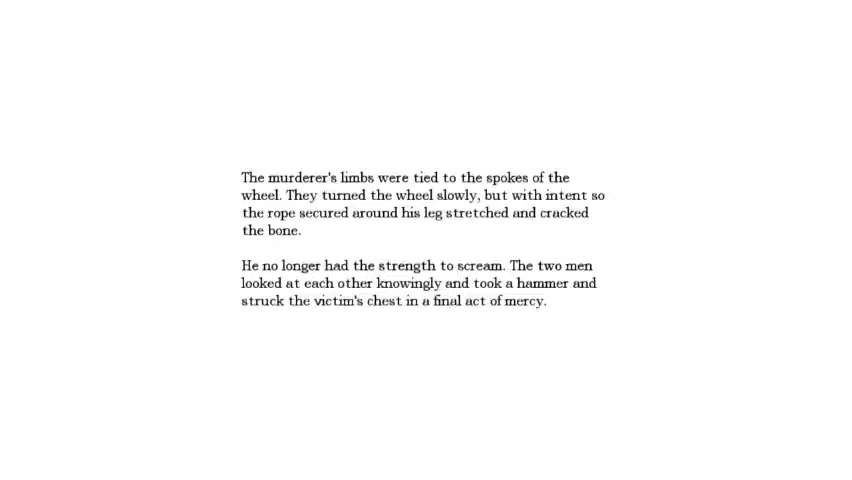 The murderer's limbs were tied to the spokes of the
wheel. They turned the wheel slowly, but with intent so
the rope secured around his leg stretched and cracked
the bone.
He no longer had the strength to scream. The two men
looked at each other knowingly and took a hammer and
struck the victim's chest in a final act of mercy.